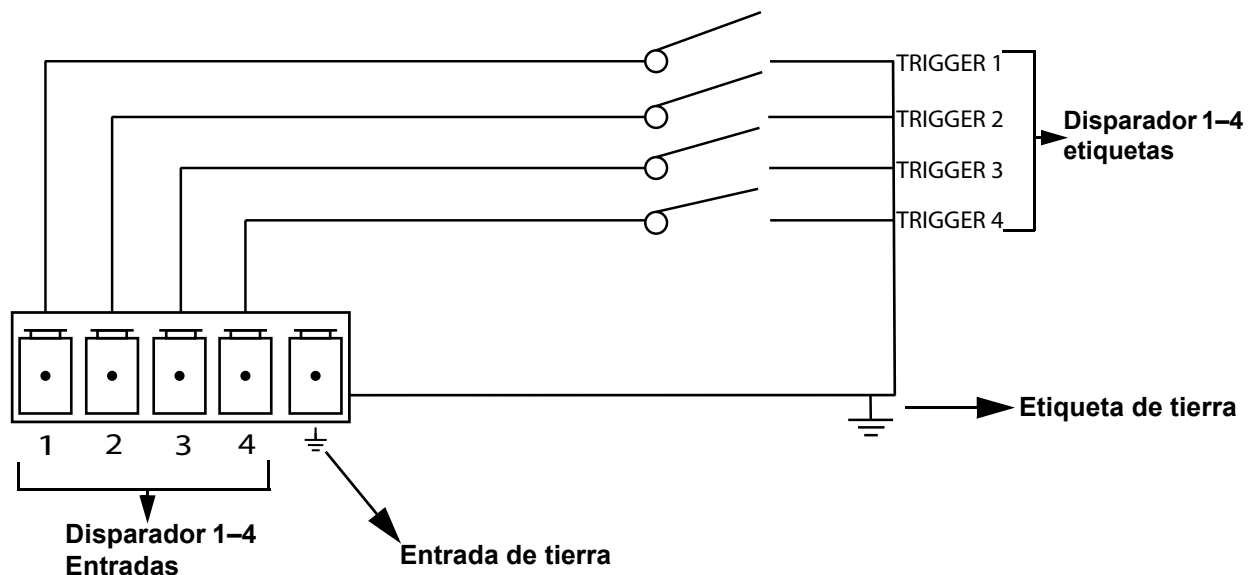 TRIGGER 1
TRIGGER 2
TRIGGER 3
TRIGGER 4
Disparador 1–4
etiquetas
Etiqueta de tierra
1 2 3 4
Disparador 1–4
Entradas
Entrada de tierra